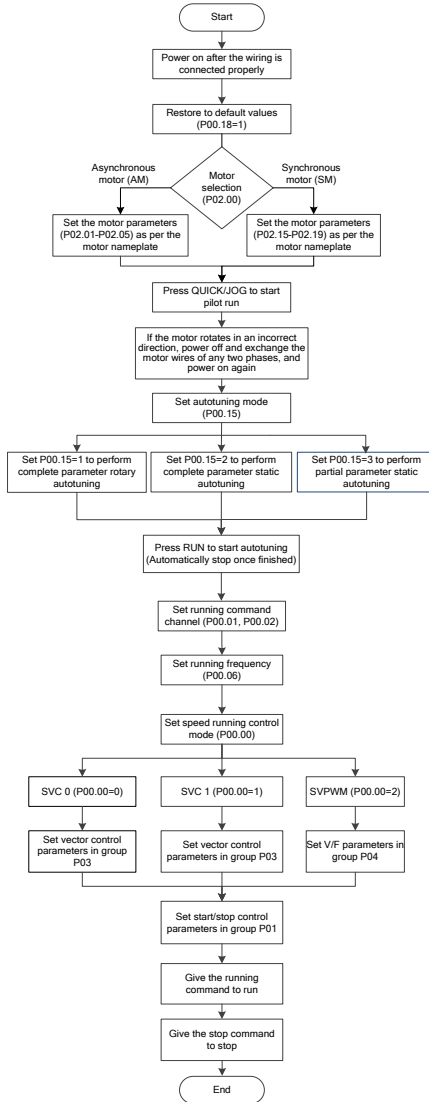 Start
Power on after the wiring is
connected properly
Restore to default values
(P00.18=1)
Asynchronous
motor (AM)
Motor
selection
(P02.00)
Synchronous
motor (SM)
Set the motor parameters
(P02.01-P02.05) as per the
motor nameplate
Set the motor parameters
(P02.15-P02.19) as per the
motor nameplate
Press QUICK/JOG to start
pilot run
If the motor rotates in an incorrect
direction, power off and exchange the
motor wires of any two phases, and
power on again
Set autotuning mode
(P00.15)
Set P00.15=1 to perform
complete parameter rotary
autotuning
Set P00.15=2 to perform
complete parameter static
autotuning
Set P00.15=3 to perform
partial parameter static
autotuning
Press RUN to start autotuning
(Automatically stop once finished)
Set running command
channel (P00.01, P00.02)
Set running frequency
(P00.06)
Set speed running control
mode (P00.00)
SVC 0 (P00.00=0)
SVC 1 (P00.00=1)
SVPWM (P00.00=2)
Set vector control
parameters in group
P03
Set vector control
parameters in group P03
Set V/F parameters in
group P04
Set start/stop control
parameters in group P01
Give the running
command to run
Give the stop command
to stop
End